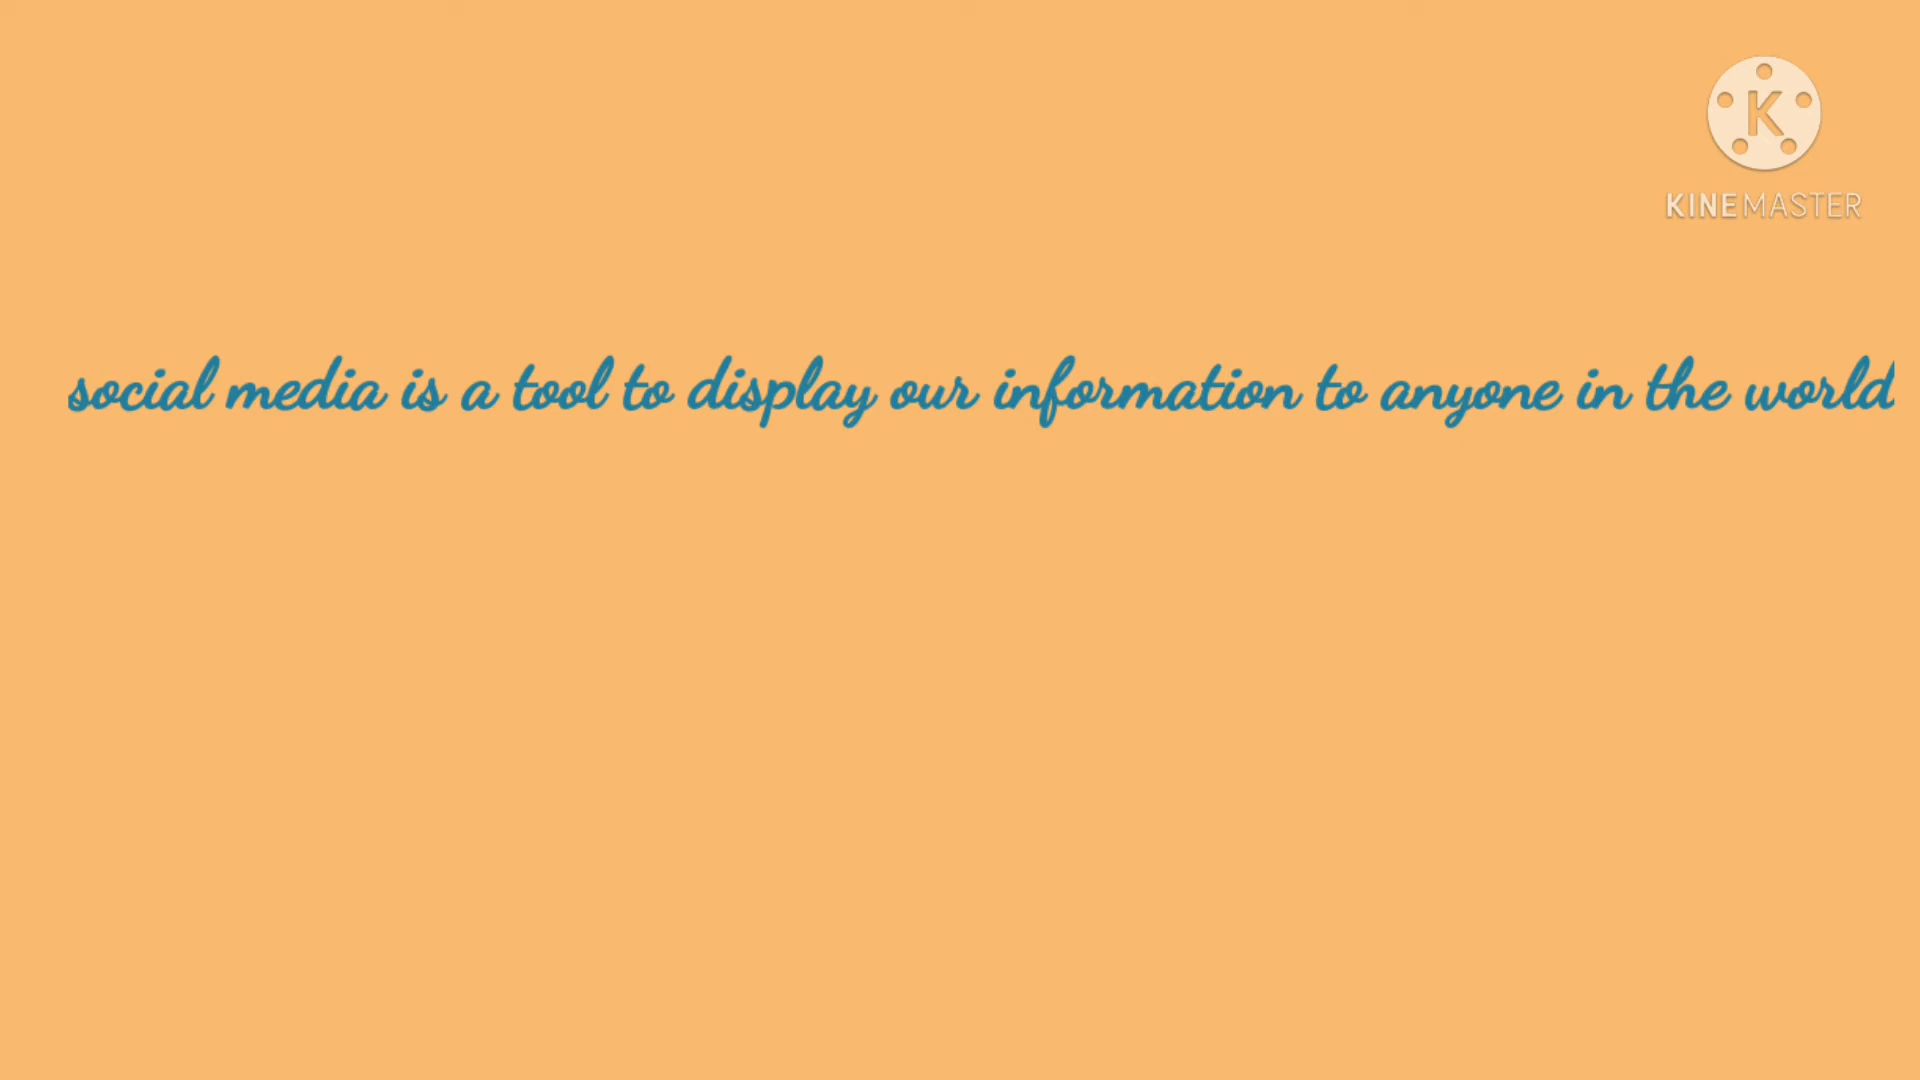 K
KINEMASTER
social media is a tool to display our information to anyone in the world